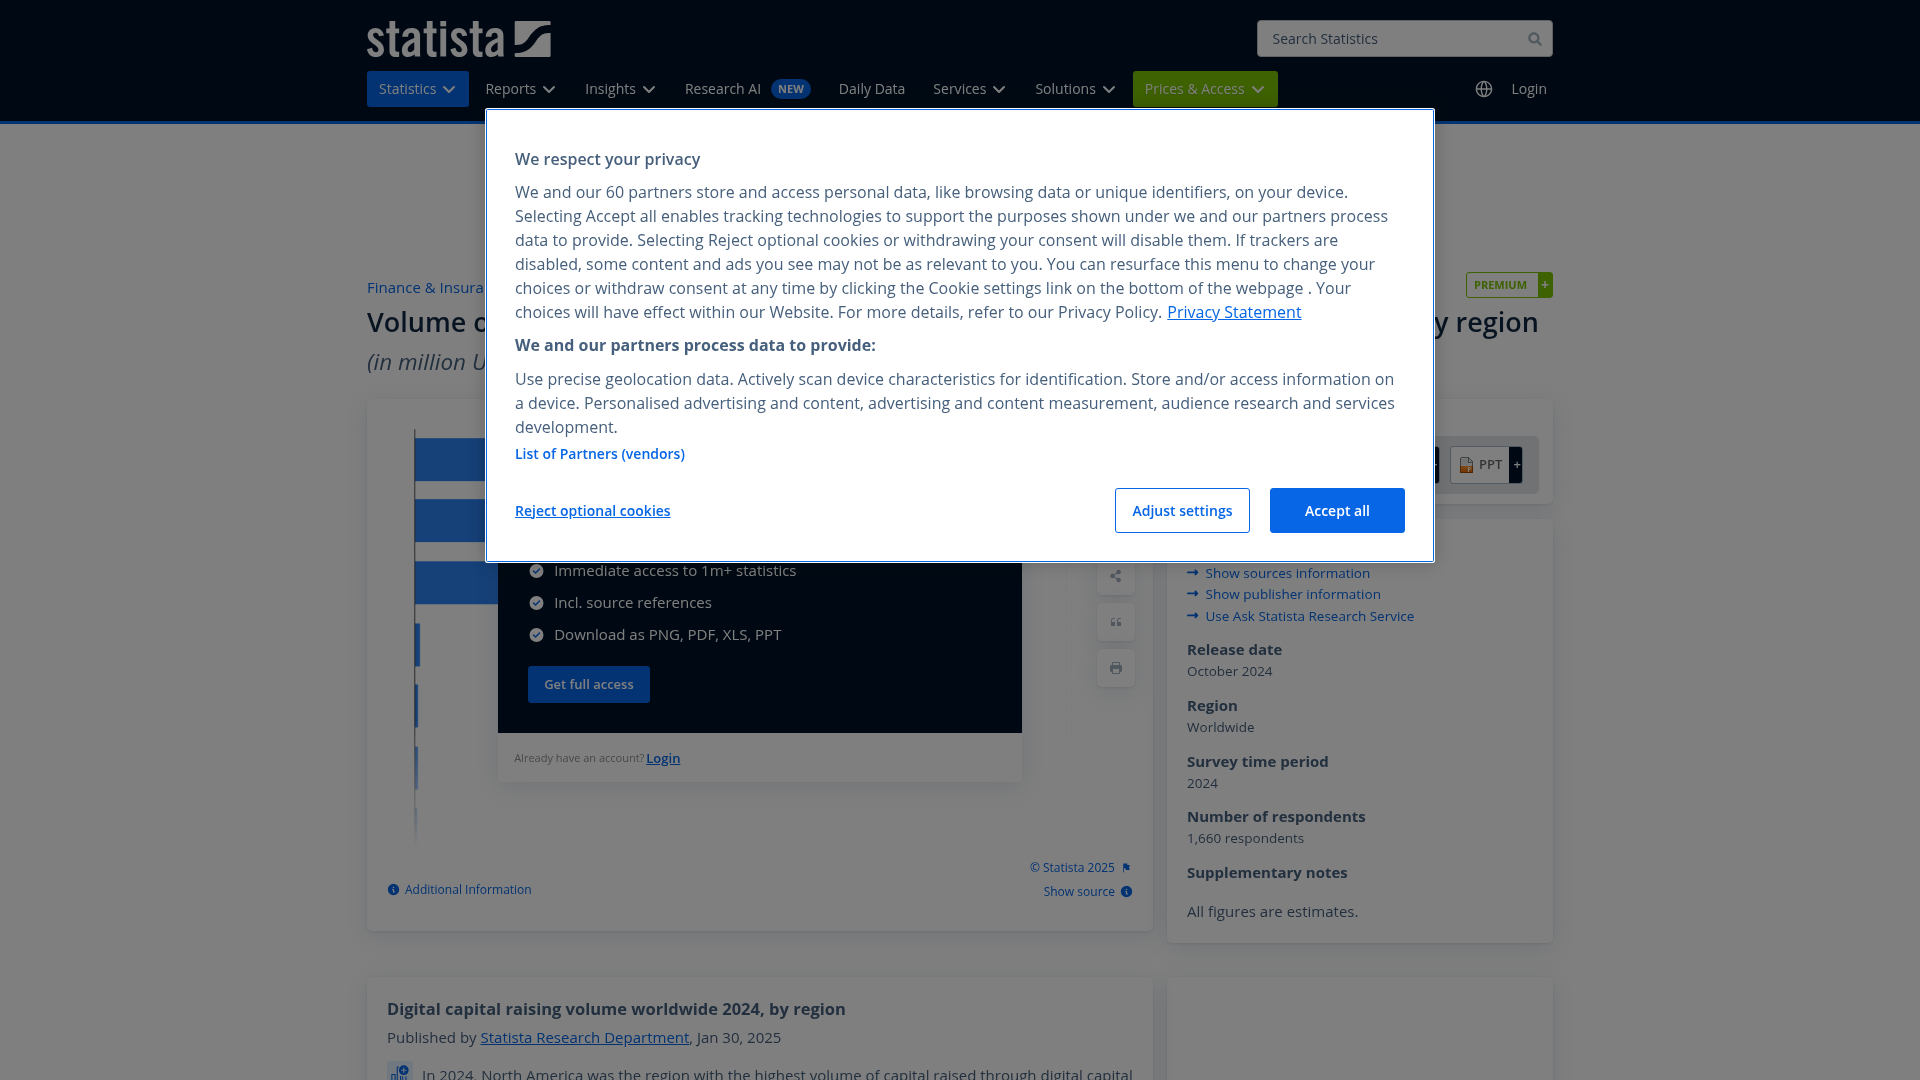 statista
Search Statistics
Statistics
Reports
Insights
Research AI NEW
Daily Data
Services
Solutions
Prices & Access
Login
We respect your privacy
We and our 60 partners store and access personal data, like browsing data or unique identifiers, on your device.
Selecting Accept all enables tracking technologies to support the purposes shown under we and our partners process
data to provide. Selecting Reject optional cookies or withdrawing your consent will disable them. If trackers are
disabled, some content and ads you see may not be as relevant to you. You can resurface this menu to change your
choices or withdraw consent at any time by clicking the Cookie settings link on the bottom of the webpage . Your
choices will have effect within our Website. For more details, refer to our Privacy Policy. Privacy Statement
We and our partners process data to provide:
Use precise geolocation data. Actively scan device characteristics for identification. Store and/or access information on
a device. Personalised advertising and content, advertising and content measurement, audience research and services
development.
List of Partners (vendors)
Reject optional cookies
Adjust settings
Accept all
Finance &
PREMIUM +
Volume
region
(in million
PPT +
Immediate access to 1m+ statistics
Incl. source references
Download as PNG, PDF, XLS, PPT
Get full access
Already have an account? Login
© Statista 2025
Additional Information
Show source
Show sources information
Show publisher information
Use Ask Statista Research Service
Release date
October 2024
Region
Worldwide
Survey time period
2024
Number of respondents
1,660 respondents
Supplementary notes
All figures are estimates.
Digital capital raising volume worldwide 2024, by region
Published by Statista Research Department, Jan 30, 2025
In 2024, North America was the region with the highest volume of capital raised through digital capital